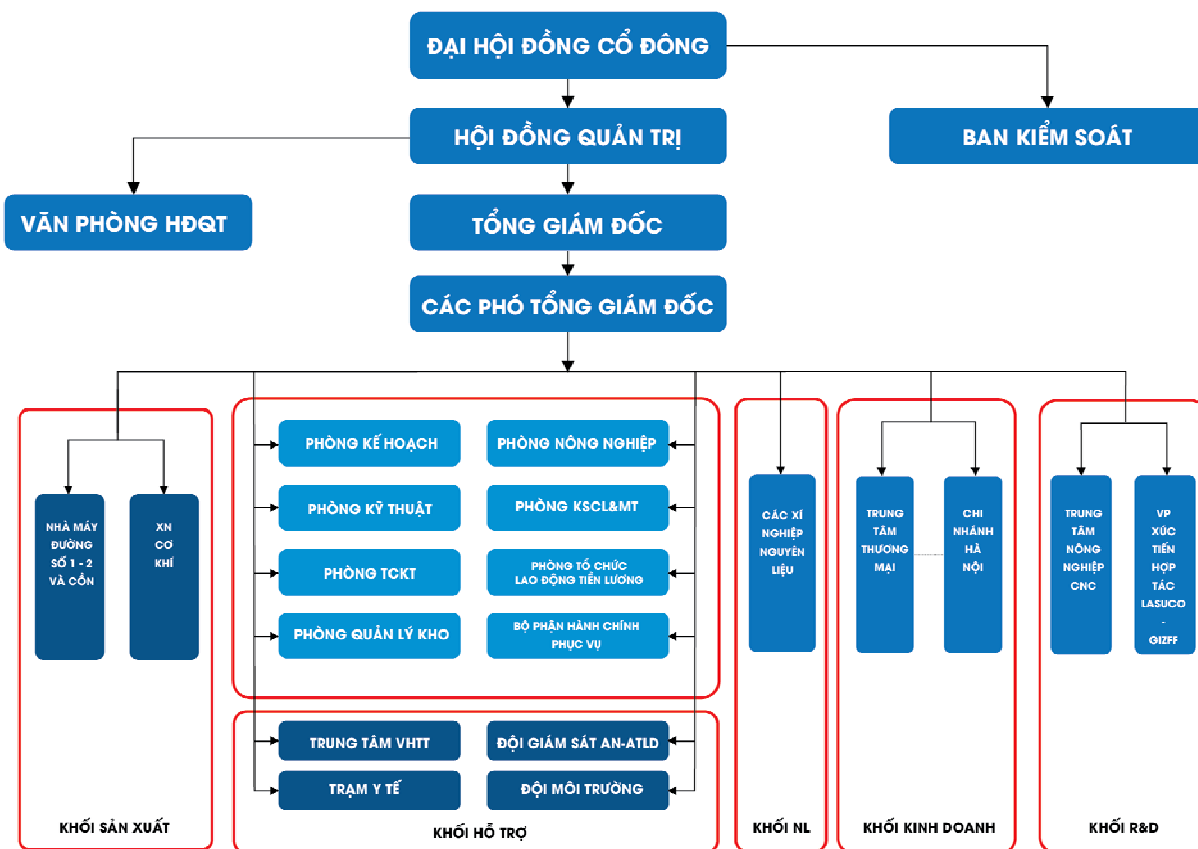 ĐẠI HỘI ĐỒNG CỔ ĐÔNG
HỘI ĐỒNG QUẢN TRỊ
BAN KIỂM SOÁT
VĂN PHÒNG HĐQT
TỔNG GIÁM ĐỐC
CÁC PHÓ TỔNG GIÁM ĐỐC
NHÀ MÁY
ĐƯỜNG
SỐ 1 - 2
VÀ CỒN
XN
CƠ
KHÍ
KHỐI SẢN XUẤT
PHÒNG KẾ HOẠCH
PHÒNG NÔNG NGHIỆP
PHÒNG KỸ THUẬT
PHÒNG KSCL&MT
PHÒNG TCKT
PHÒNG TỔ CHỨC
LAO ĐỘNG TIỀN LƯƠNG
PHÒNG QUẢN LÝ KHO
BỘ PHẬN HÀNH CHÍNH
PHỤC VỤ
TRUNG TÂM VHTT
ĐỘI GIÁM SÁT AN-ATLD
TRẠM Y TẾ
ĐỘI MÔI TRƯỜNG
KHỐI HỖ TRỢ
CÁC XÍ
NGHIỆP
NGUYÊN
LIỆU
KHỐI NL
TRUNG
TÂM
THƯƠNG
MẠI
CHI
NHÁNH
HÀ
NỘI
KHỐI KINH DOANH
TRUNG
TÂM
NÔNG
NGHIỆP
CNC
VP
XÚC
TIẾN
HỢP
TÁC
LASUCO
-
GIZFF
KHỐI R&D